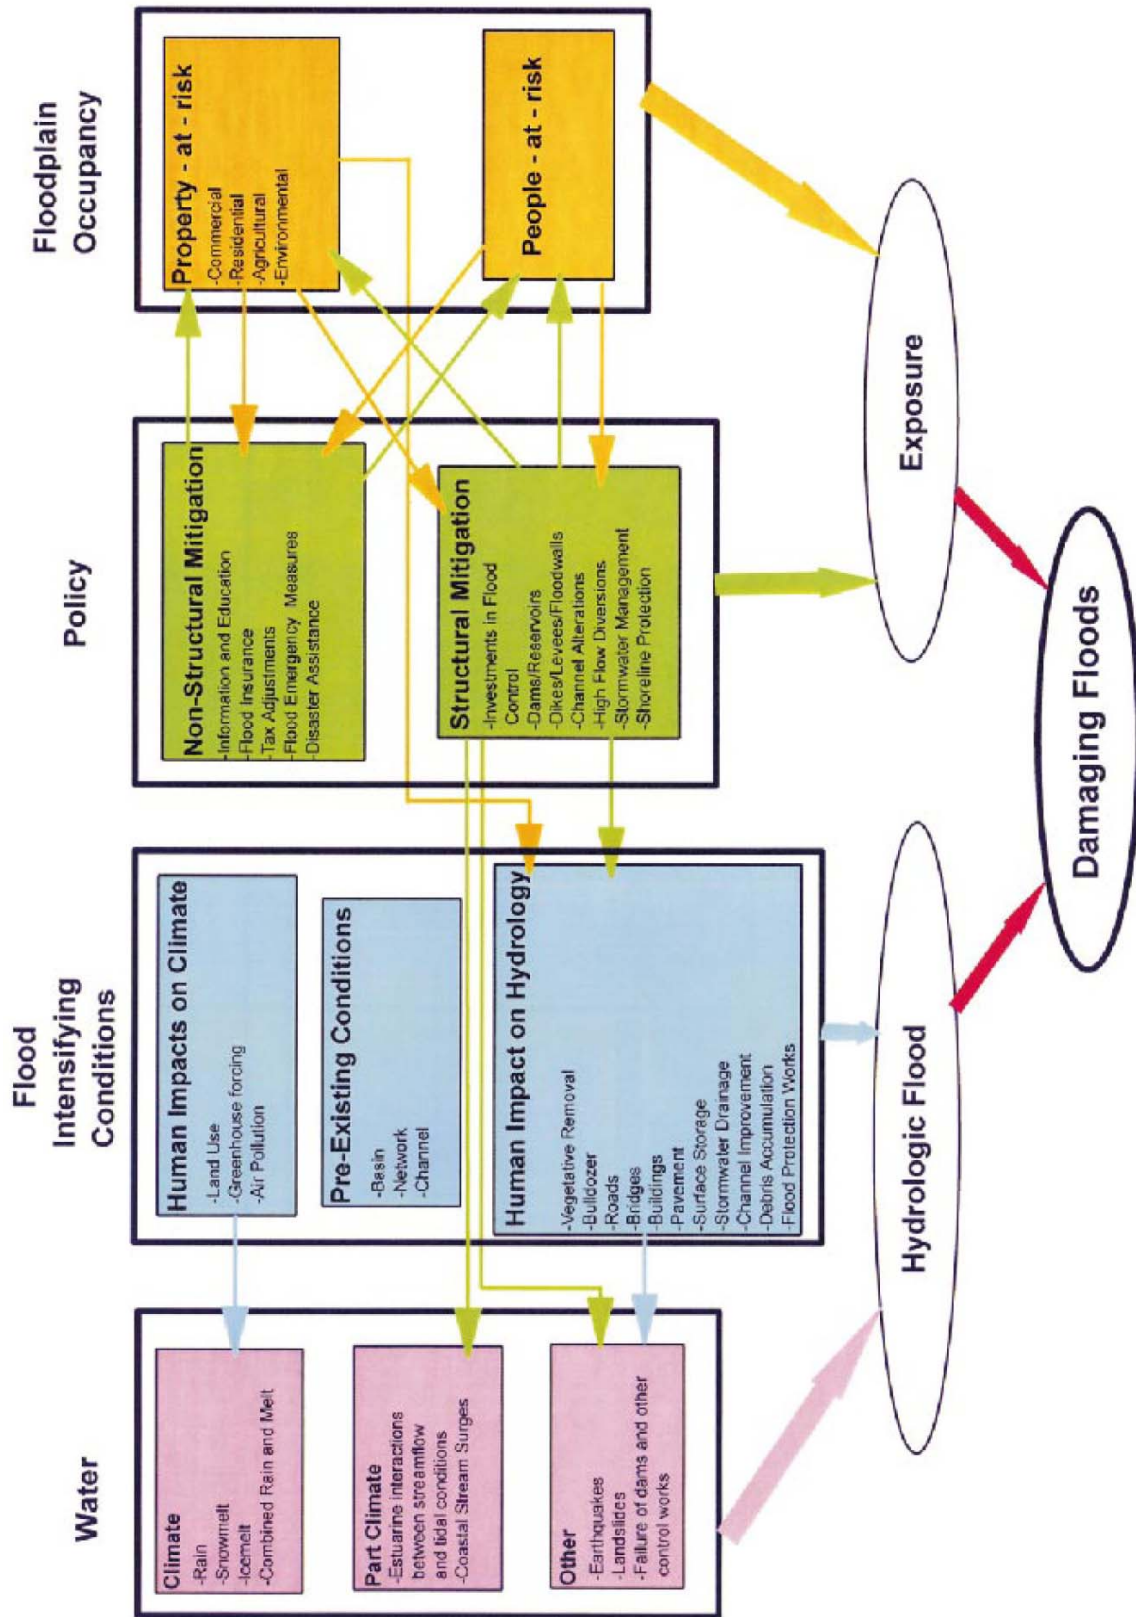 Water
Climate
-Rain
-Snowmelt
-Icemelt
-Combined Rain and Melt
Part Climate
-Estuarine interactions
between streamflow
and tidal conditions
-Coastal Stream Surges
Other
-Earthquakes
-Landslides
-Failure of dams and other
control works
Flood
Intensifying
Conditions
Human Impacts on Climate
-Land Use
-Greenhouse forcing
-Air Pollution
Pre-Existing Conditions
-Basin
-Network
-Channel
Human Impact on Hydrology
-Vegetative Removal
-Bulldozer
-Roads
-Bridges
-Buildings
-Pavement
-Surface Storage
-Stormwater Drainage
-Channel Improvement
-Debris Accumulation
-Flood Protection Works
Policy
Non-Structural Mitigation
-Information and Education
-Flood Insurance
-Tax Adjustments
-Flood Emergency Measures
-Disaster Assistance
Structural Mitigation
-Investments in Flood
Control
-Dams/Reservoirs
-Dikes/Levees/Floodwalls
-Channel Alterations
-High Flow Diversions
-Stormwater Management
-Shoreline Protection
Floodplain
Occupancy
Property - at - risk
-Commercial
-Residential
-Agricultural
-Environmental
People - at - risk
Hydrologic Flood
Exposure
Damaging Floods